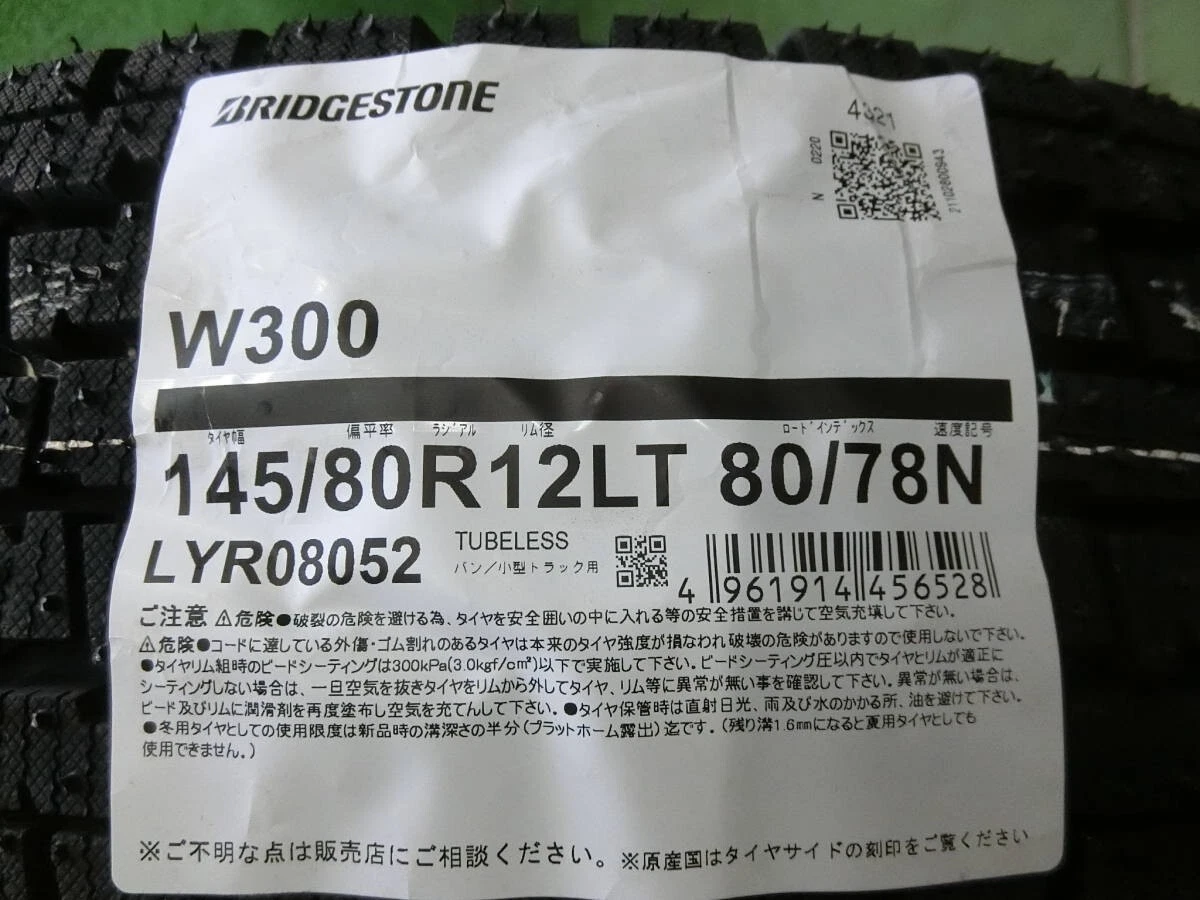 BRIDGESTONE
4321
N 0220
21102800943
W300
タイヤ幅 偏平率 ラジアル リム径 ロードインデックス 速度記号
145/80R12LT 80/78N
LYR08052 TUBELESS
バン/小型トラック用
4 961914 456528
ご注意 ⚠危険●破裂の危険を避ける為、タイヤを安全囲いの中に入れる等の安全措置を講じて空気充填して下さい。
⚠危険●コードに達している外傷・ゴム割れのあるタイヤは本来のタイヤ強度が損なわれ破壊の危険がありますので使用しないで下さい。
●タイヤリム組時のビードシーティングは300kPa(3.0kgf/c㎡)以下で実施して下さい。ビードシーティング圧以内でタイヤとリムが適正に
シーティングしない場合は、一旦空気を抜きタイヤをリムから外してタイヤ、リム等に異常が無い事を確認して下さい。異常が無い場合は、
ビード及びリムに潤滑剤を再度塗布し空気を充てんして下さい。●タイヤ保管時は直射日光、雨及び水のかかる所、油を避けて下さい。
●冬用タイヤとしての使用限度は新品時の溝深さの半分(プラットホーム露出)迄です。(残り溝1.6㎜になると夏用タイヤとしても
使用できません。)
※ご不明な点は販売店にご相談ください。 ※原産国はタイヤサイドの刻印をご覧ください